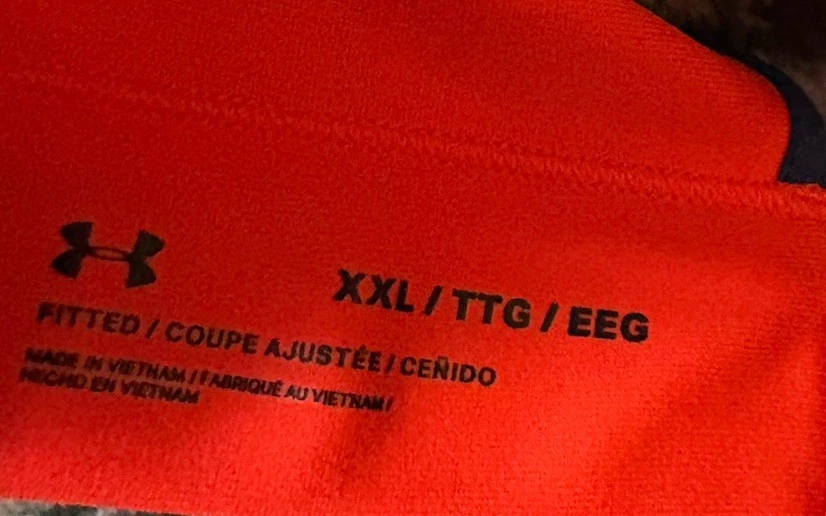 XXL / TTG / EEG
FITTED / COUPE AJUSTÉE / CEÑIDO
MADE IN VIETNAM / FABRIQUÉ AU VIETNAM /
HECHO EN VIETNAM